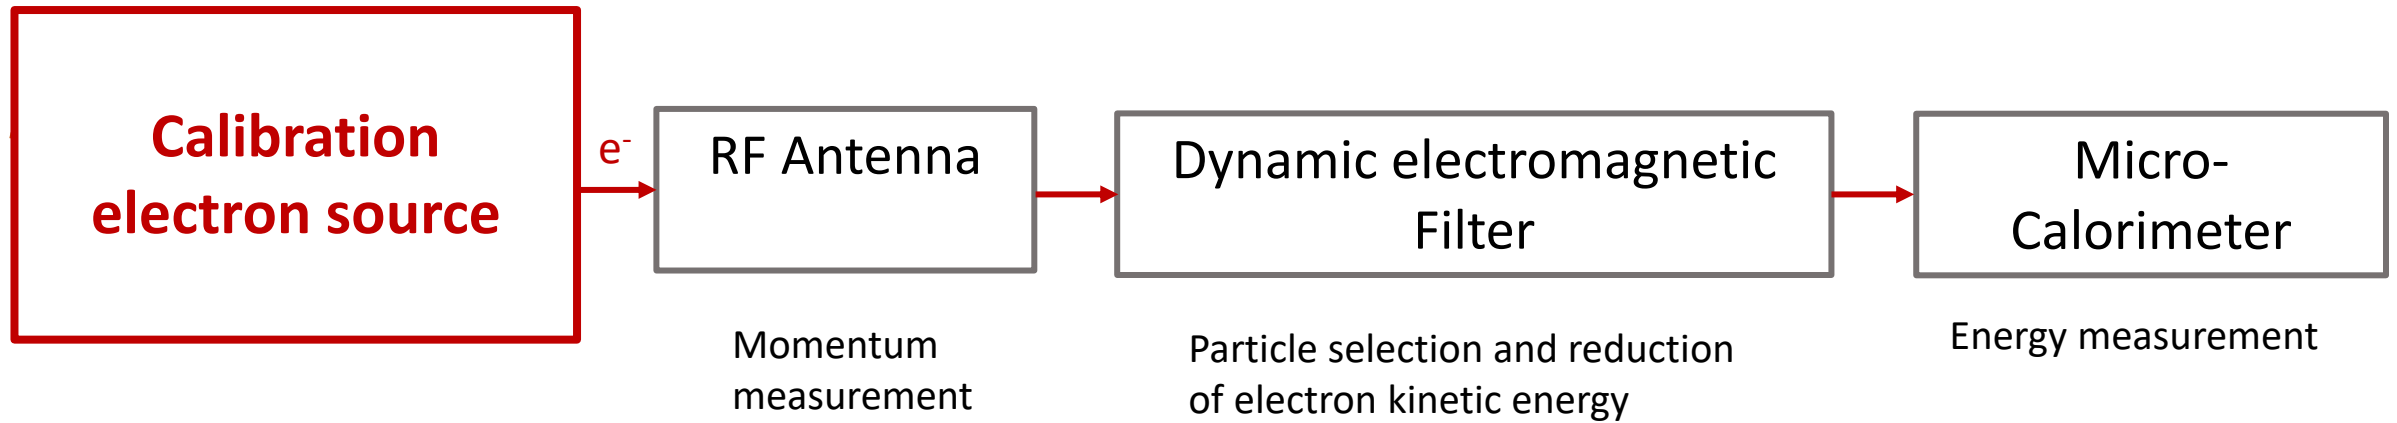 Calibration
electron source
e-
RF Antenna
Dynamic electromagnetic
Filter
Micro-
Calorimeter
Momentum
measurement
Particle selection and reduction
of electron kinetic energy
Energy measurement